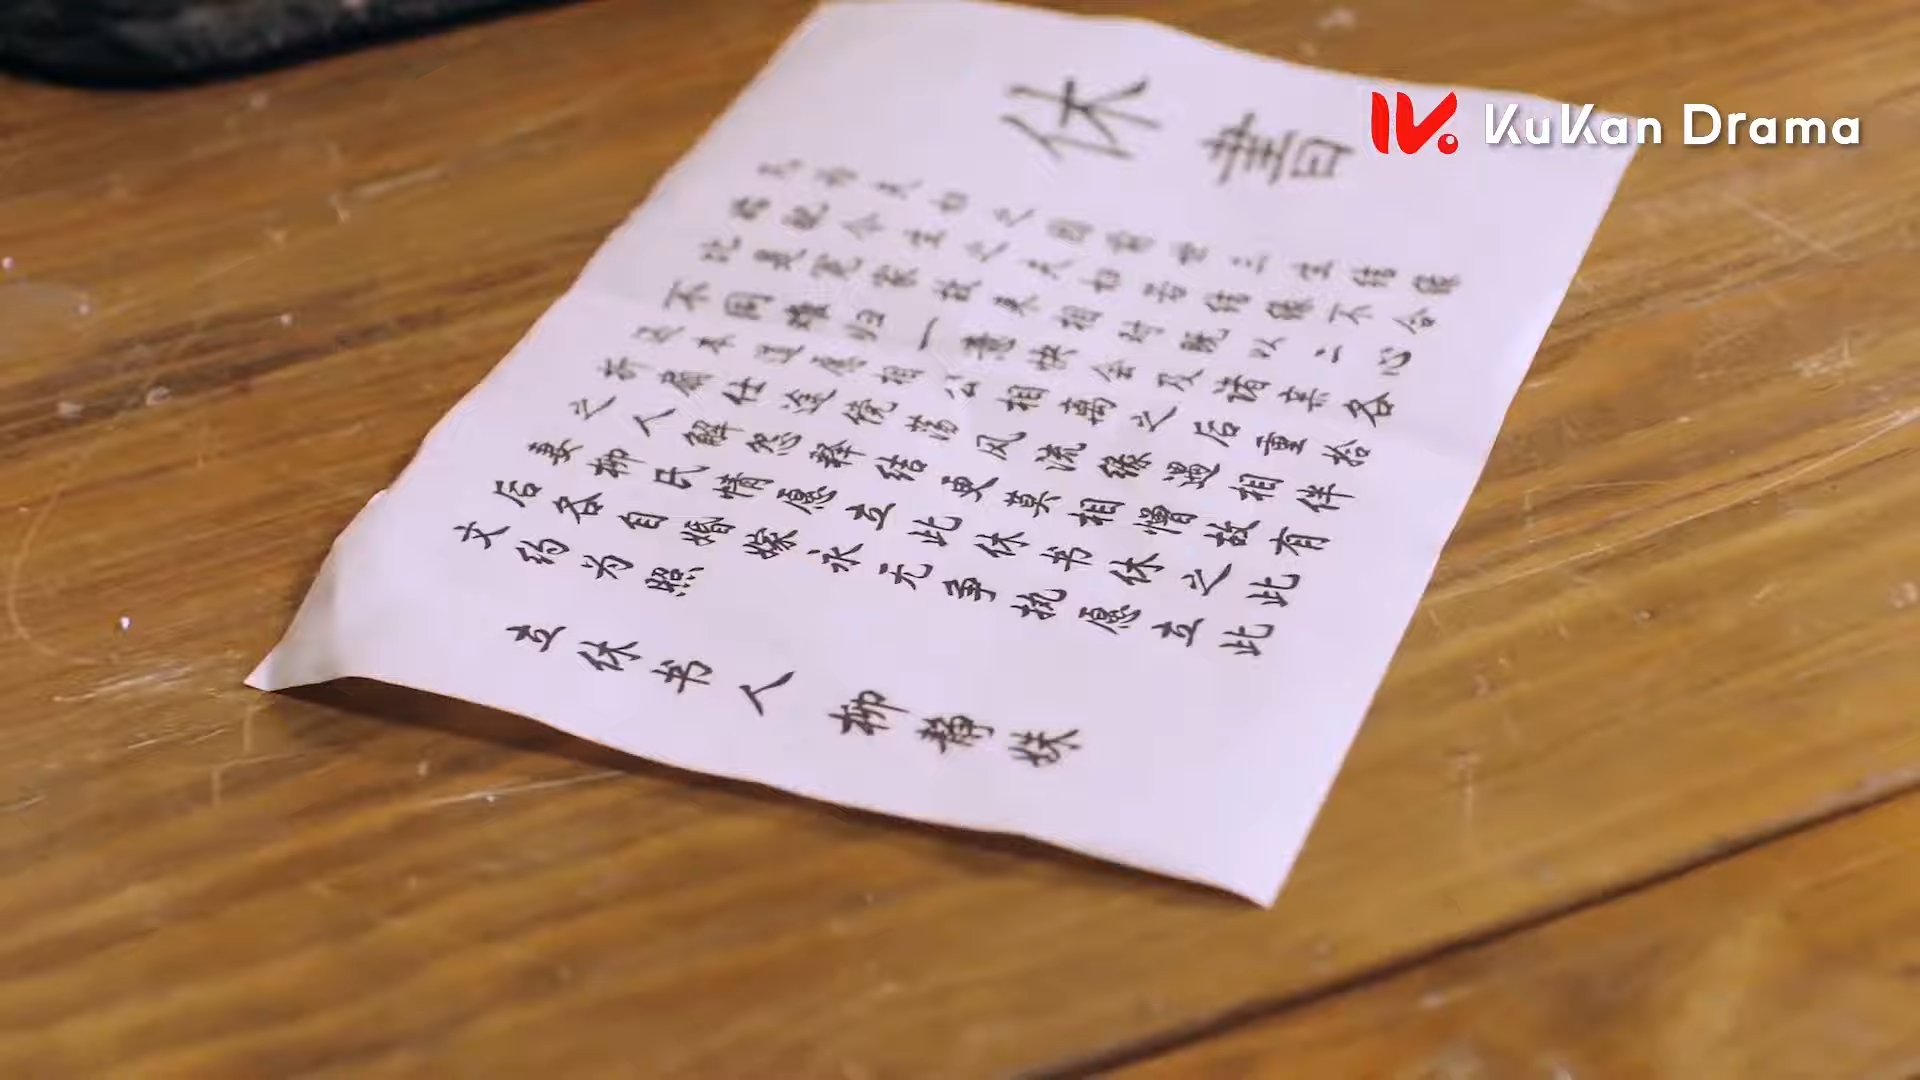 KuKan Drama
休書
凡为夫妇之因前世三生结缘
始配今生之夫妇若结缘不合
比是冤家故来相对既以二心
不同难归一意快会及诸亲各
还本道愿相公相萬之后重拾
仕途荡风流缘遇相伴
之人解怨释结更莫相憎故有
妻柳氏情愿立此休书休之此
后各自婚嫁永无争执愿立此
文约为照
立休书人 柳静姝